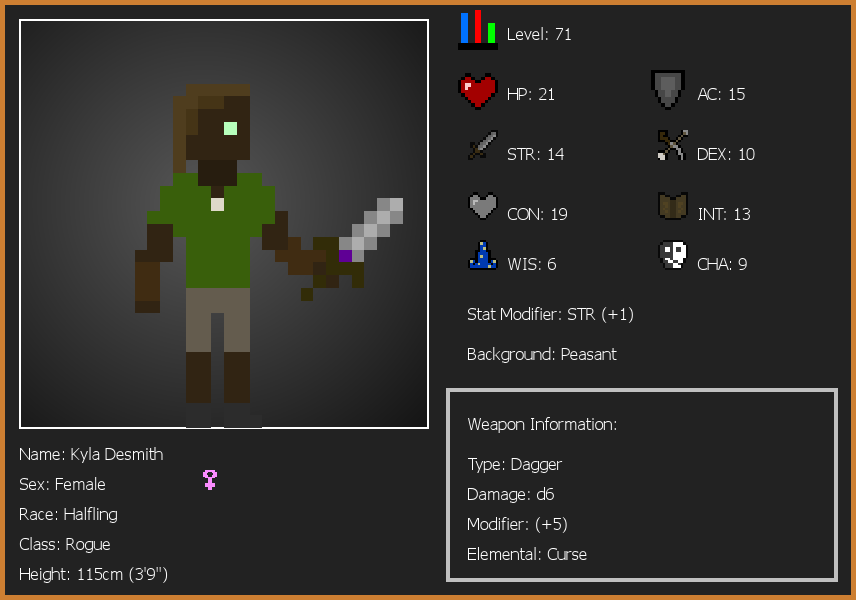 Level: 71
HP: 21
AC: 15
STR: 14
DEX: 10
CON: 19
INT: 13
WIS: 6
CHA: 9
Stat Modifier: STR (+1)
Background: Peasant
Weapon Information:
Type: Dagger
Damage: d6
Modifier: (+5)
Elemental: Curse
Name: Kyla Desmith
Sex: Female
Race: Halfling
Class: Rogue
Height: 115cm (3'9")